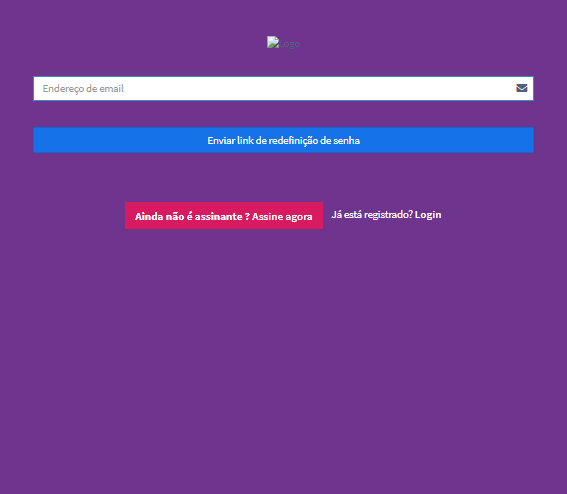 Logo
Endereço de email
Enviar link de redefinição de senha
Ainda não é assinante ? Assine agora
Já está registrado? Login